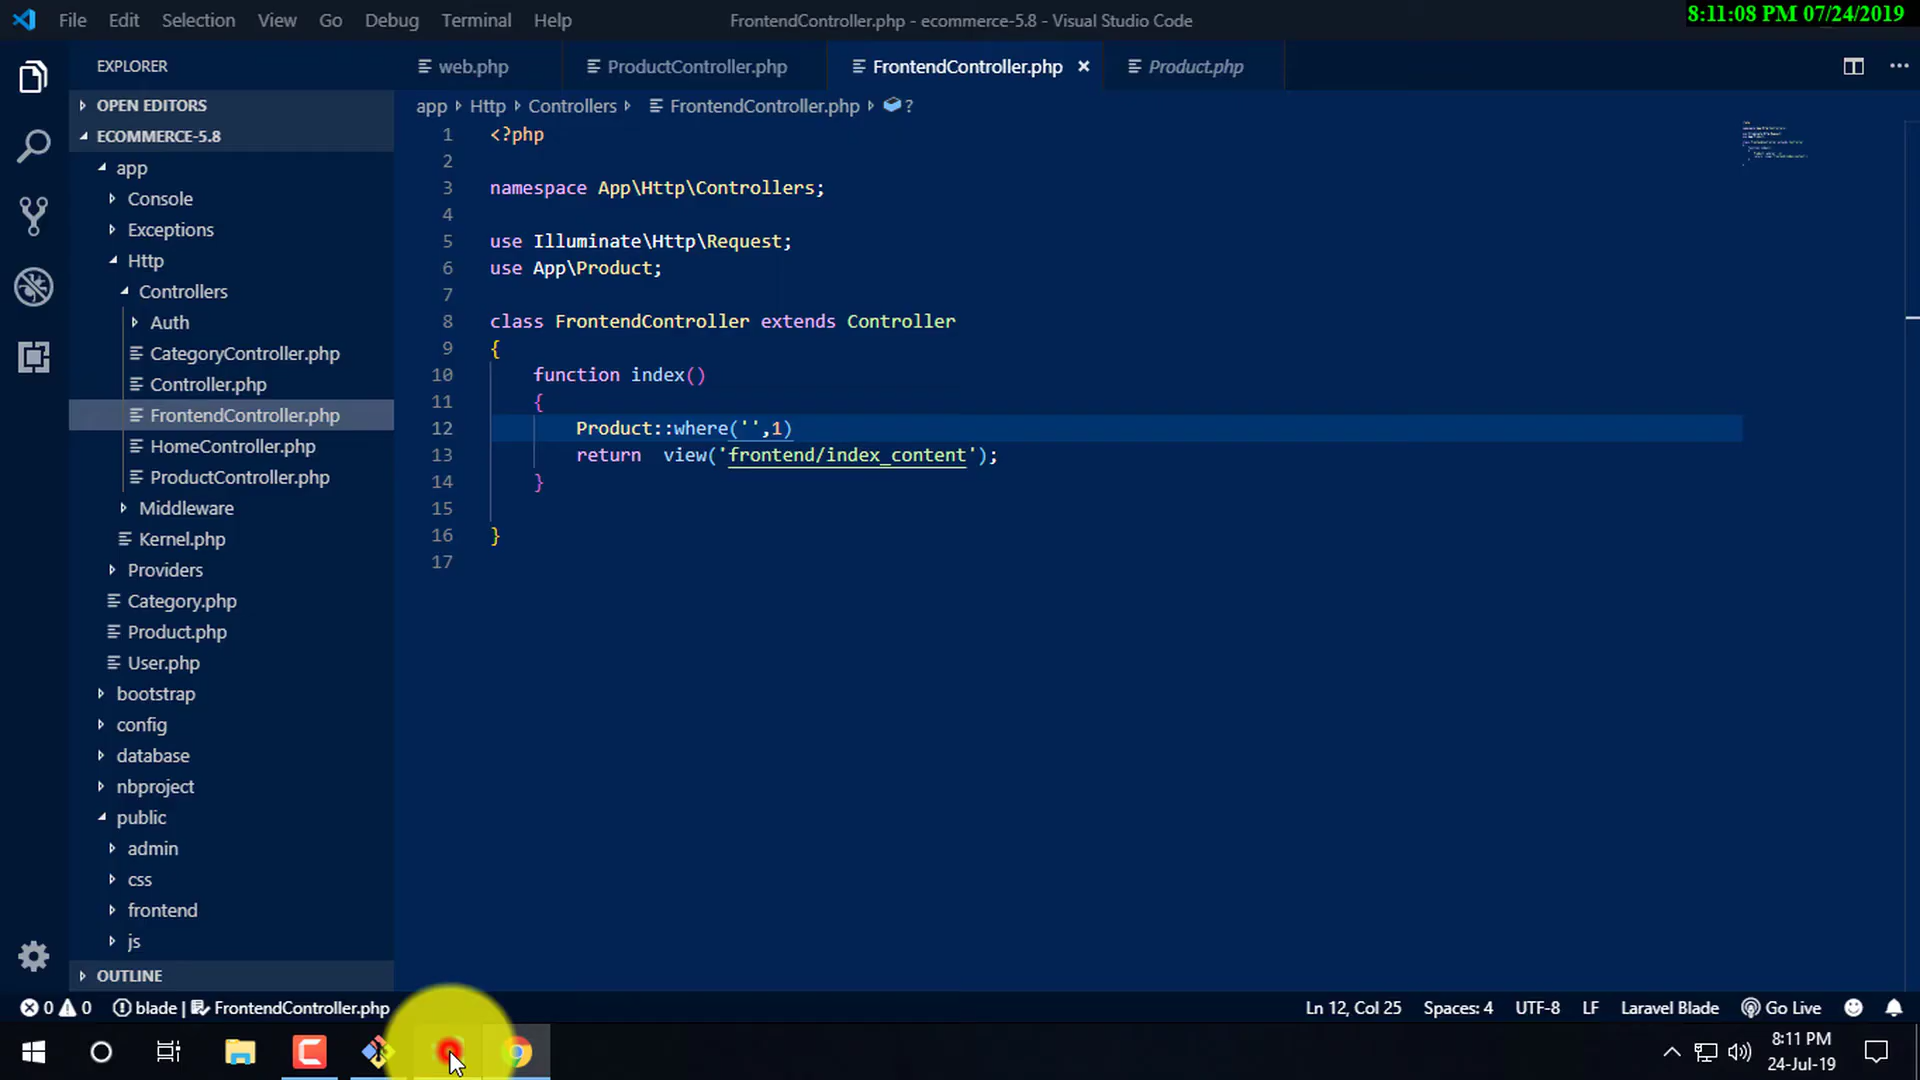 File Edit Selection View Go Debug Terminal Help
FrontendController.php - ecommerce-5.8 - Visual Studio Code
8:11:08 PM 07/24/2019
EXPLORER
OPEN EDITORS
ECOMMERCE-5.8
app
Console
Exceptions
Http
Controllers
Auth
CategoryController.php
Controller.php
FrontendController.php
HomeController.php
ProductController.php
Middleware
Kernel.php
Providers
Category.php
Product.php
User.php
bootstrap
config
database
nbproject
public
admin
css
frontend
js
OUTLINE
web.php ProductController.php FrontendController.php × Product.php
app Http Controllers FrontendController.php ?
1 <?php
2
3 namespace App\Http\Controllers;
4
5 use Illuminate\Http\Request;
6 use App\Product;
7
8 class FrontendController extends Controller
9 {
10 function index()
11 {
12 Product::where('',1)
13 return  view('frontend/index_content');
14 }
15
16 }
17
0 0 blade | FrontendController.php
Ln 12, Col 25 Spaces: 4 UTF-8 LF Laravel Blade Go Live
8:11 PM
24-Jul-19